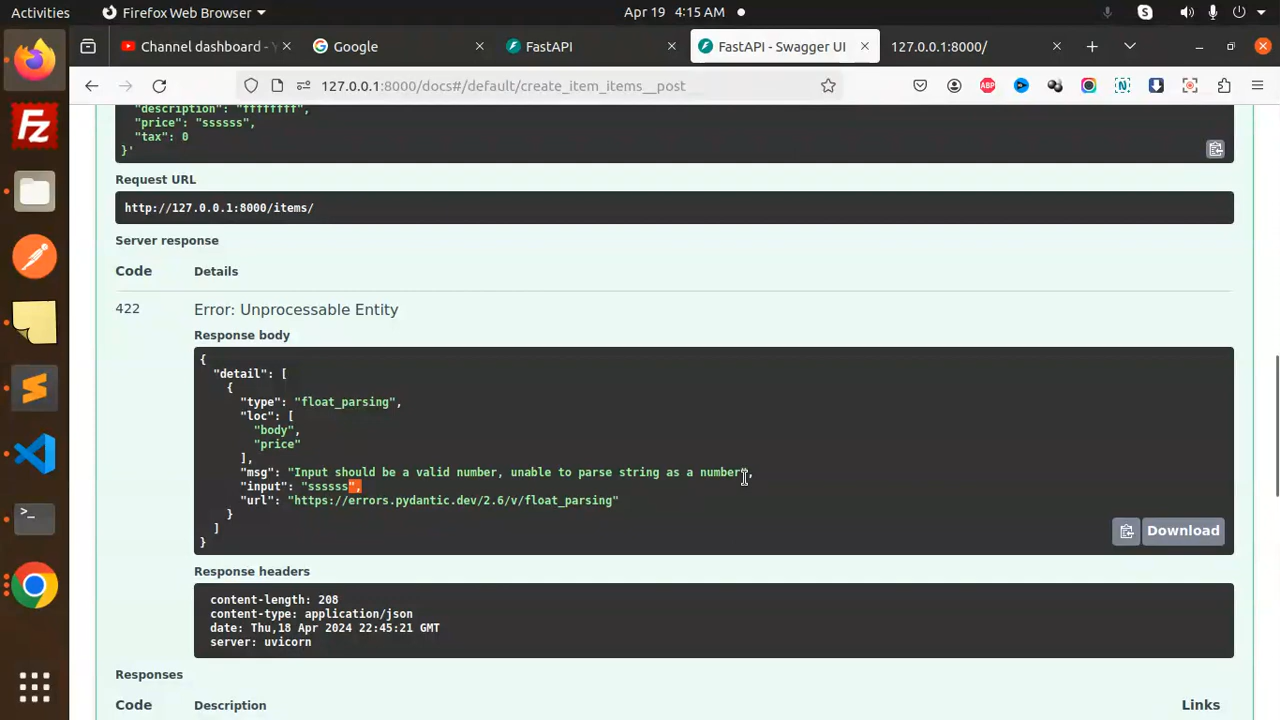 Activities
Firefox Web Browser
Apr 19 4:15 AM
Channel dashboard - Y
Google
FastAPI
FastAPI - Swagger UI
127.0.0.1:8000/
127.0.0.1:8000/docs#/default/create_item_items__post
"description": "ffffffff",
"price": "ssssss",
"tax": 0
}'
Request URL
http://127.0.0.1:8000/items/
Server response
Code Details
422 Error: Unprocessable Entity
Response body
{
"detail": [
{
"type": "float_parsing",
"loc": [
"body",
"price"
],
"msg": "Input should be a valid number, unable to parse string as a number",
"input": "ssssss",
"url": "https://errors.pydantic.dev/2.6/v/float_parsing"
}
]
}
Download
Response headers
content-length: 208
content-type: application/json
date: Thu,18 Apr 2024 22:45:21 GMT
server: uvicorn
Responses
Code Description Links